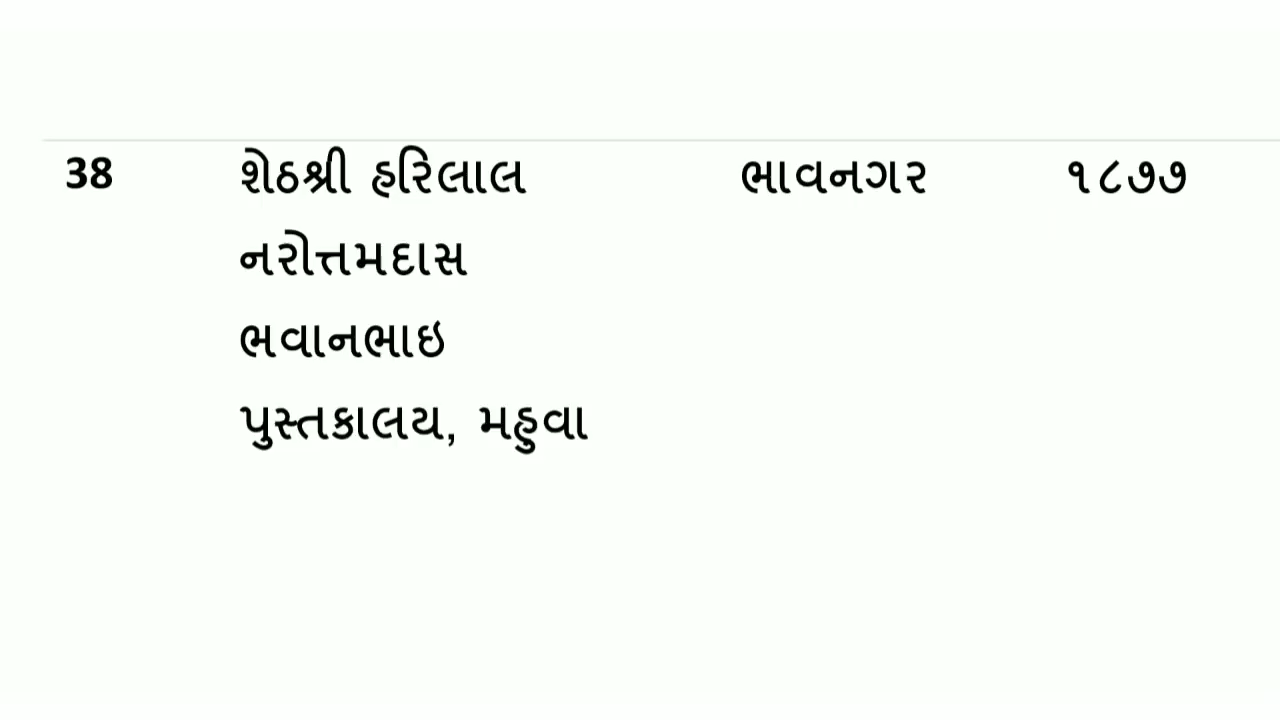 38 શેઠશ્રી હરિલાલ ભાવનગર ૧૮૭૭
નરોત્તમદાસ
ભવાનભાઇ
પુસ્તકાલય, મહુવા